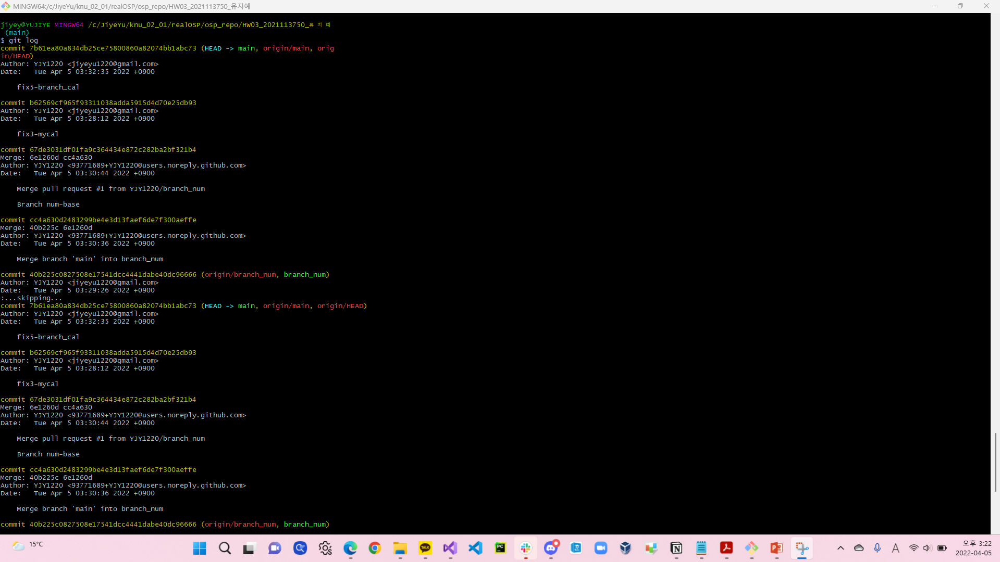 MINGW64:/c/JiyeYu/knu_02_01/realOSP/osp_repo/HW03_2021113750_유지예
jiyey@YUJIYE MINGW64 /c/JiyeYu/knu_02_01/realOSP/osp_repo/HW03_2021113750_유지예
(main)
$ git log
commit 7b61ea80a834db25ce75800860a82074bb1abc73 (HEAD -> main, origin/main, orig
in/HEAD)
Author: YJY1220 <jiyeyu1220@gmail.com>
Date:   Tue Apr 5 03:32:35 2022 +0900
fix5-branch_cal
commit b62569cf965f93311038adda5915d4d70e25db93
Author: YJY1220 <jiyeyu1220@gmail.com>
Date:   Tue Apr 5 03:28:12 2022 +0900
fix3-mycal
commit 67de3031df01fa9c364434e872c282ba2bf321b4
Merge: 6e1260d cc4a630
Author: YJY1220 <93771689+YJY1220@users.noreply.github.com>
Date:   Tue Apr 5 03:30:44 2022 +0900
Merge pull request #1 from YJY1220/branch_num
Branch num-base
commit cc4a630d2483299be4e3d13faef6de7f300aeffe
Merge: 40b225c 6e1260d
Author: YJY1220 <93771689+YJY1220@users.noreply.github.com>
Date:   Tue Apr 5 03:30:36 2022 +0900
Merge branch 'main' into branch_num
commit 40b225c0827508e17541dcc4441dabe40dc96666 (origin/branch_num, branch_num)
Author: YJY1220 <jiyeyu1220@gmail.com>
Date:   Tue Apr 5 03:29:26 2022 +0900
:...skipping...
commit 7b61ea80a834db25ce75800860a82074bb1abc73 (HEAD -> main, origin/main, origin/HEAD)
Author: YJY1220 <jiyeyu1220@gmail.com>
Date:   Tue Apr 5 03:32:35 2022 +0900
fix5-branch_cal
commit b62569cf965f93311038adda5915d4d70e25db93
Author: YJY1220 <jiyeyu1220@gmail.com>
Date:   Tue Apr 5 03:28:12 2022 +0900
fix3-mycal
commit 67de3031df01fa9c364434e872c282ba2bf321b4
Merge: 6e1260d cc4a630
Author: YJY1220 <93771689+YJY1220@users.noreply.github.com>
Date:   Tue Apr 5 03:30:44 2022 +0900
Merge pull request #1 from YJY1220/branch_num
Branch num-base
commit cc4a630d2483299be4e3d13faef6de7f300aeffe
Merge: 40b225c 6e1260d
Author: YJY1220 <93771689+YJY1220@users.noreply.github.com>
Date:   Tue Apr 5 03:30:36 2022 +0900
Merge branch 'main' into branch_num
commit 40b225c0827508e17541dcc4441dabe40dc96666 (origin/branch_num, branch_num)
15°C
TALK
PC
N
A
오후 3:22
2022-04-05